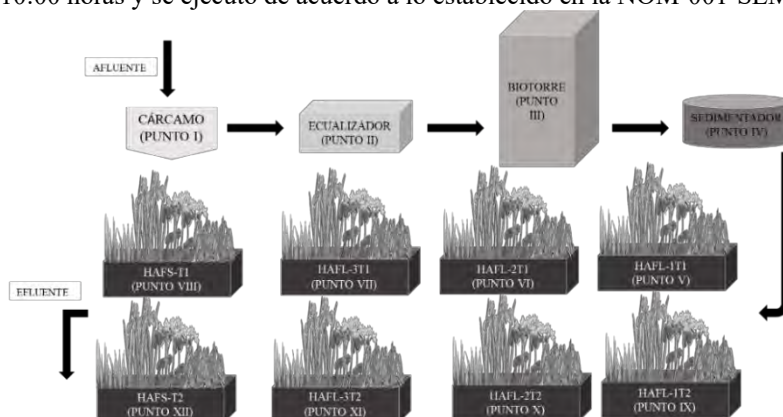 10:00 horas y se ejecutó de acuerdo a lo establecido en la NOM-001-SEM
AFLUENTE
CÁRCAMO
(PUNTO I)
ECUALIZADOR
(PUNTO II)
BIOTORRE
(PUNTO
III)
SEDIMENTADOR
(PUNTO IV)
HAFS-T1
(PUNTO VIII)
HAFL-3T1
(PUNTO VII)
HAFL-2T1
(PUNTO VI)
HAFL-1T1
(PUNTO V)
EFLUENTE
HAFS-T2
(PUNTO XII)
HAFL-3T2
(PUNTO XI)
HAFL-2T2
(PUNTO X)
HAFL-1T2
(PUNTO IX)